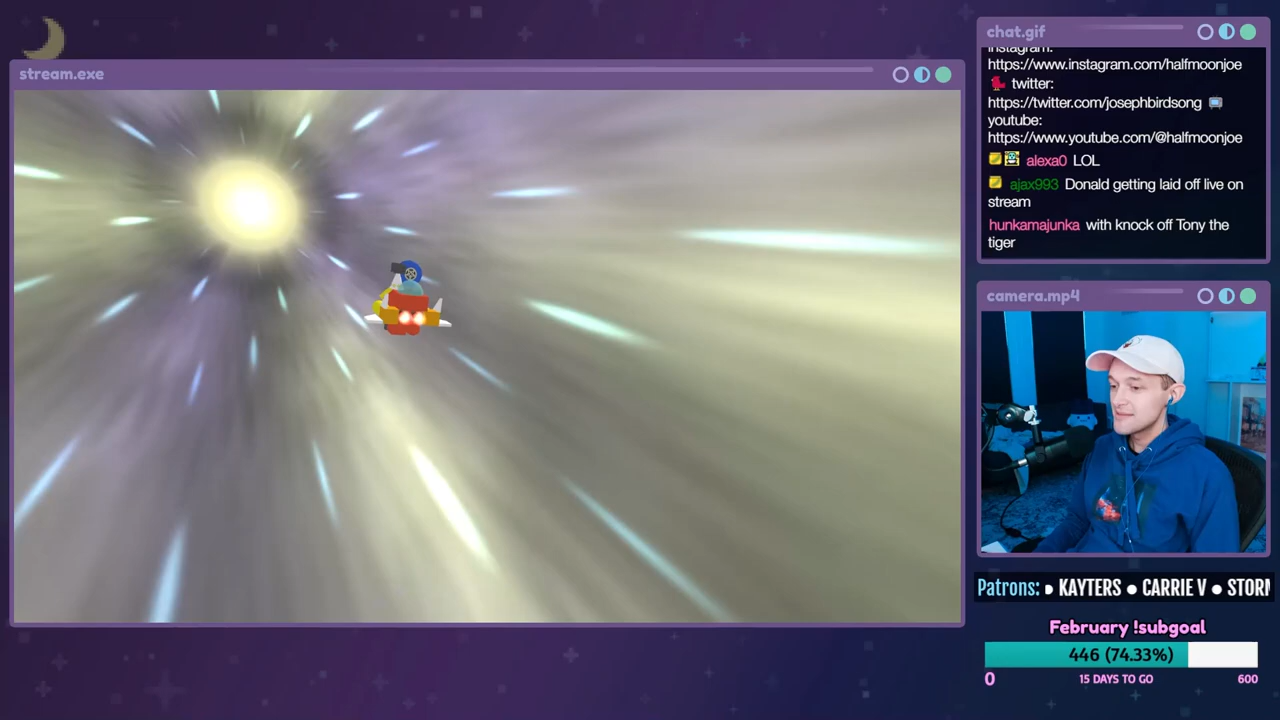 stream.exe
chat.gif
instagram:
https://www.instagram.com/halfmoonjoe
twitter:
https://twitter.com/josephbirdsong
youtube:
https://www.youtube.com/@halfmoonjoe
alexa0 LOL
ajax993 Donald getting laid off live on
stream
hunkamajunka with knock off Tony the
tiger
camera.mp4
Patrons: • KAYTERS • CARRIE V • STORM
February !subgoal
446 (74.33%)
0 15 DAYS TO GO 600